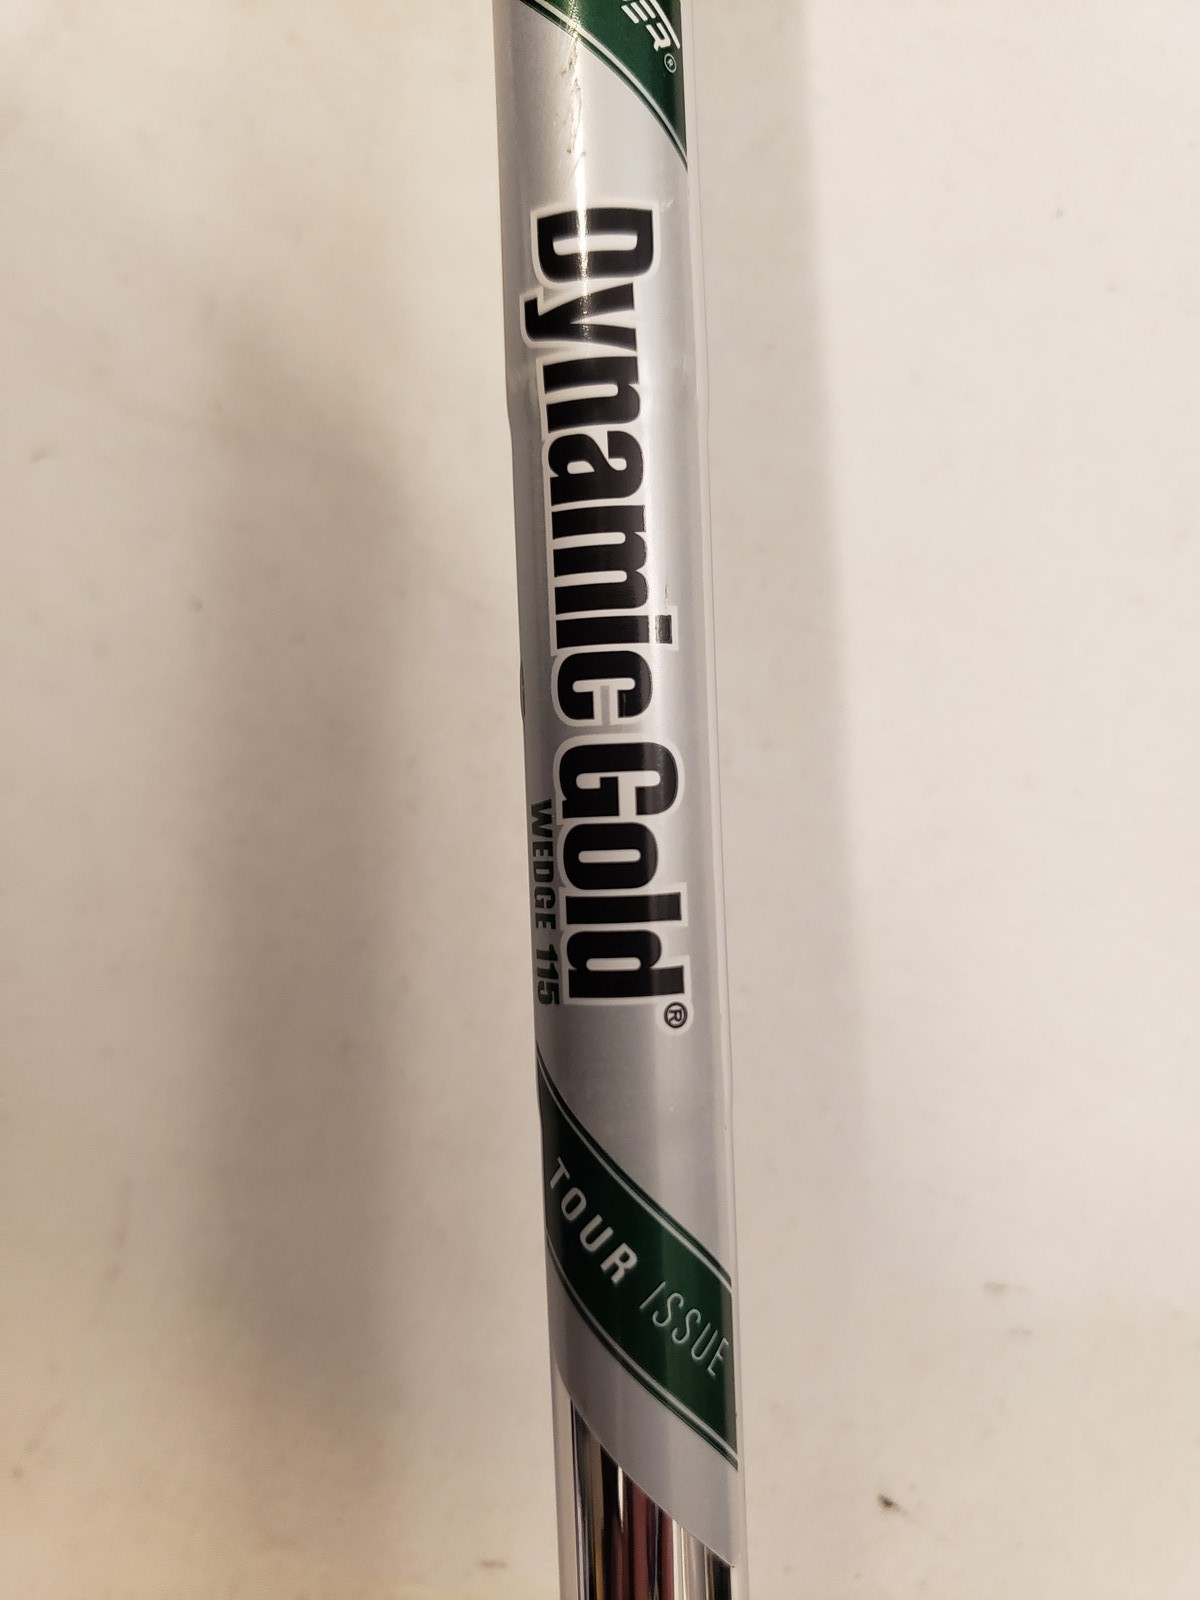 Dynamic Gold®
WEDGE 115
TOUR ISSUE